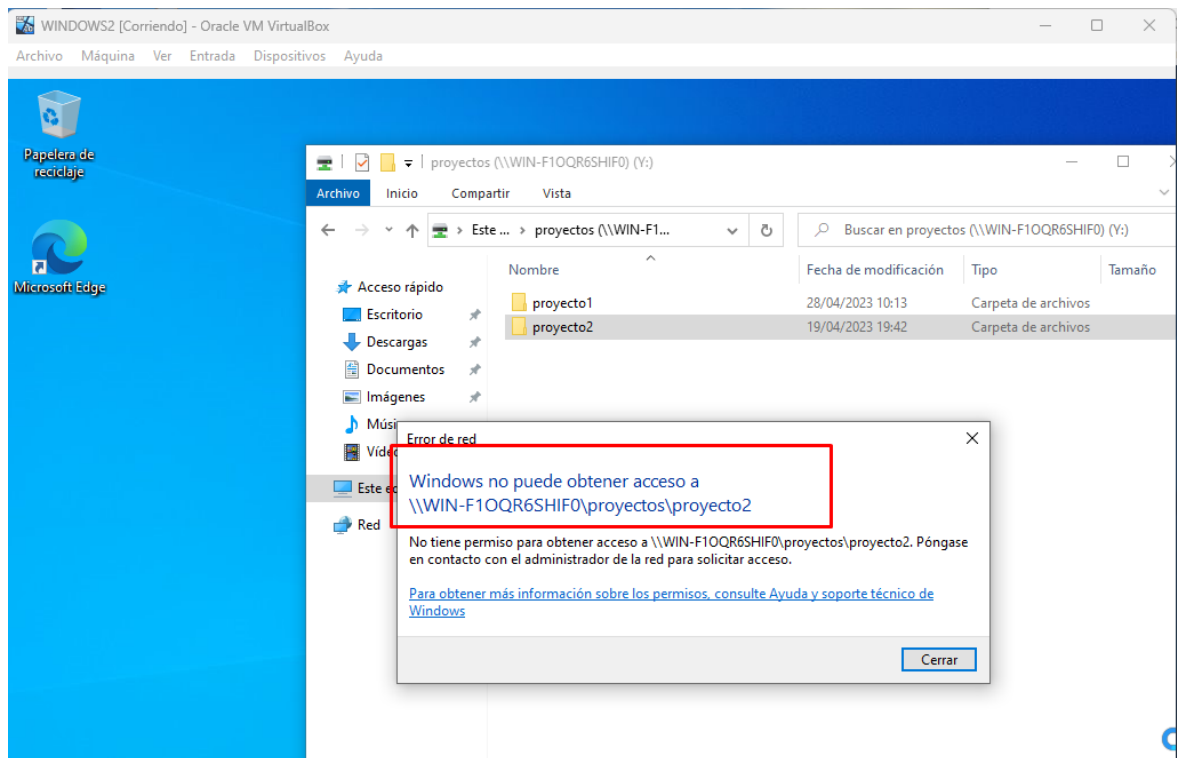 WINDOWS2 [Corriendo] - Oracle VM VirtualBox
Archivo Máquina Ver Entrada Dispositivos Ayuda
Papelera de
reciclaje
Microsoft Edge
proyectos (\\WIN-F1OQR6SHIF0) (Y:)
Archivo Inicio Compartir Vista
Este ... > proyectos (\\WIN-F1... Buscar en proyectos (\\WIN-F1OQR6SHIF0) (Y:)
Nombre Fecha de modificación Tipo Tamaño
Acceso rápido
Escritorio
Descargas
Documentos
Imágenes
Músi
Víde
Este e
Red
proyecto1 28/04/2023 10:13 Carpeta de archivos
proyecto2 19/04/2023 19:42 Carpeta de archivos
Error de red
Windows no puede obtener acceso a
\\WIN-F1OQR6SHIF0\proyectos\proyecto2
No tiene permiso para obtener acceso a \\WIN-F1OQR6SHIF0\proyectos\proyecto2. Póngase
en contacto con el administrador de la red para solicitar acceso.
Para obtener más información sobre los permisos, consulte Ayuda y soporte técnico de
Windows
Cerrar